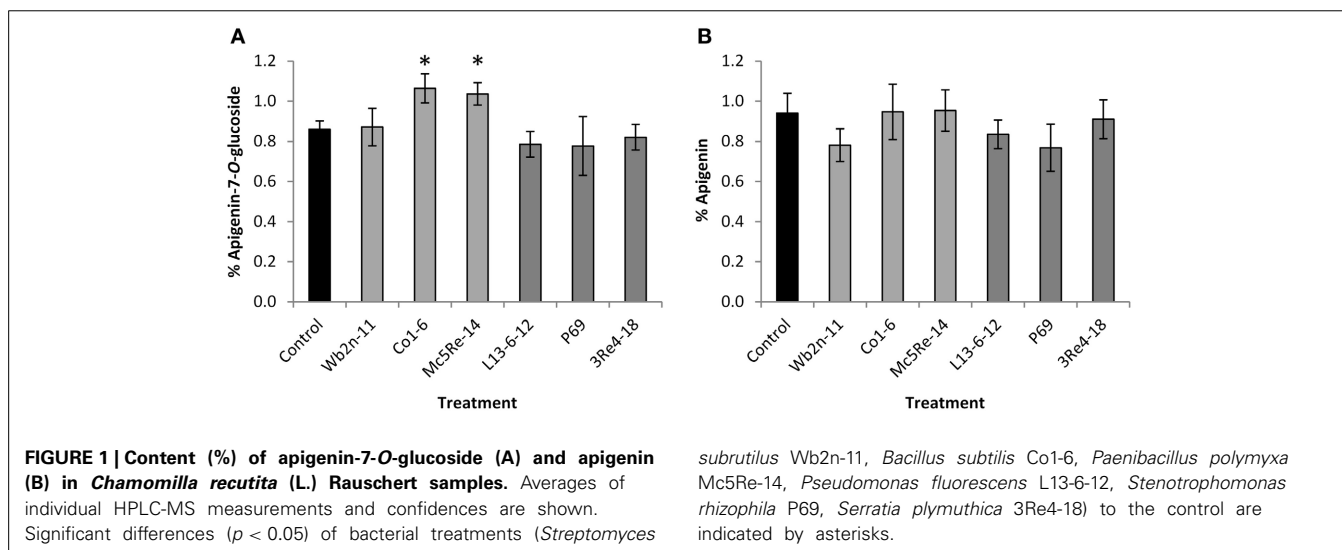 A
1.2
1.0
0.8
0.6
0.4
0.2
0.0
% Apigenin-7-O-glucoside
* *
Control
Wb2n-11
Co1-6
Mc5Re-14
L13-6-12
P69
3Re4-18
Treatment
B
1.2
1.0
0.8
0.6
0.4
0.2
0.0
% Apigenin
Control
Wb2n-11
Co1-6
Mc5Re-14
L13-6-12
P69
3Re4-18
Treatment
FIGURE 1 | Content (%) of apigenin-7-O-glucoside (A) and apigenin
(B) in Chamomilla recutita (L.) Rauschert samples. Averages of
individual HPLC-MS measurements and confidences are shown.
Significant differences (p < 0.05) of bacterial treatments (Streptomyces
subrutilus Wb2n-11, Bacillus subtilis Co1-6, Paenibacillus polymyxa
Mc5Re-14, Pseudomonas fluorescens L13-6-12, Stenotrophomonas
rhizophila P69, Serratia plymuthica 3Re4-18) to the control are
indicated by asterisks.